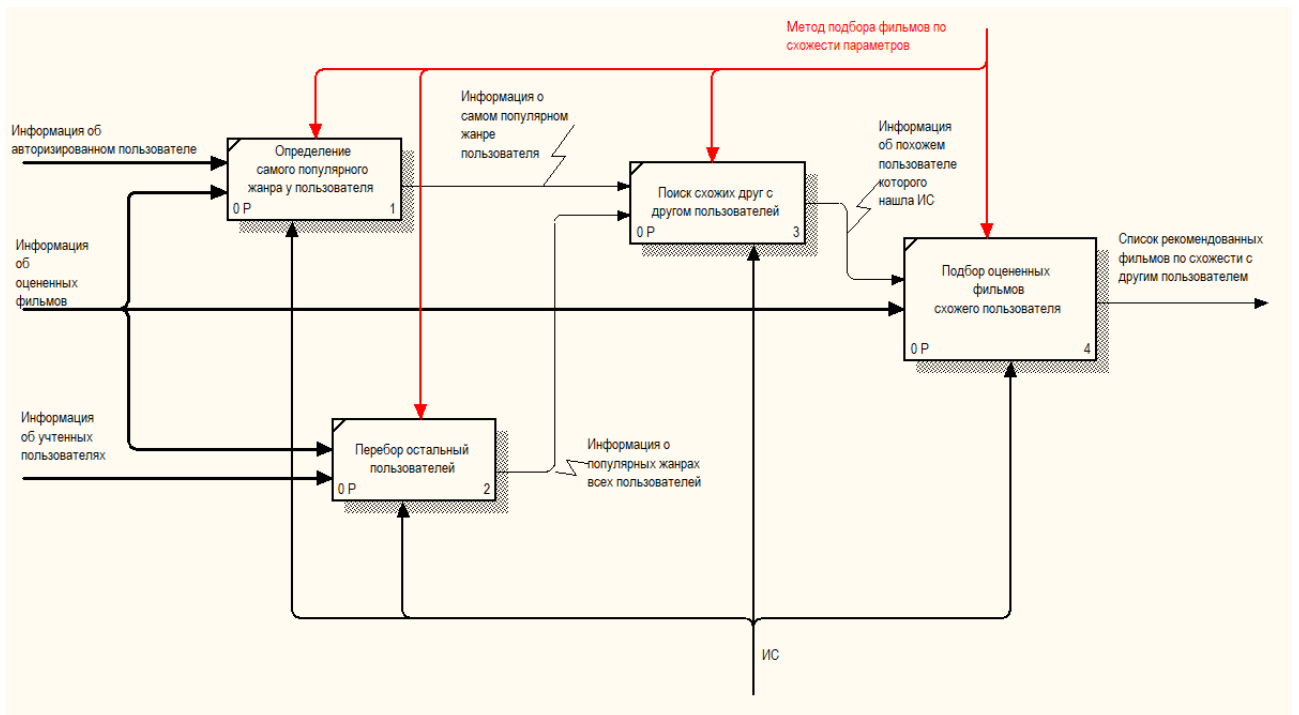 Метод подбора фильмов по
схожести параметров
Информация об
авторизированном пользователе
Определение
самого популярного
жанра у пользователя
0 Р
1
Информация о
самом популярном
жанре
пользователя
Поиск схожих друг с
другом пользователей
0 Р
3
Информация
об похожем
пользователе
которого
нашла ИС
Информация
об
оцененных
фильмов
Подбор оцененных
фильмов
схожего пользователя
0 Р
4
Список рекомендованных
фильмов по схожести с
другим пользователем
Информация
об учтенных
пользователях
Перебор остальный
пользователей
0 Р
2
Информация о
популярных жанрах
всех пользователей
ИС